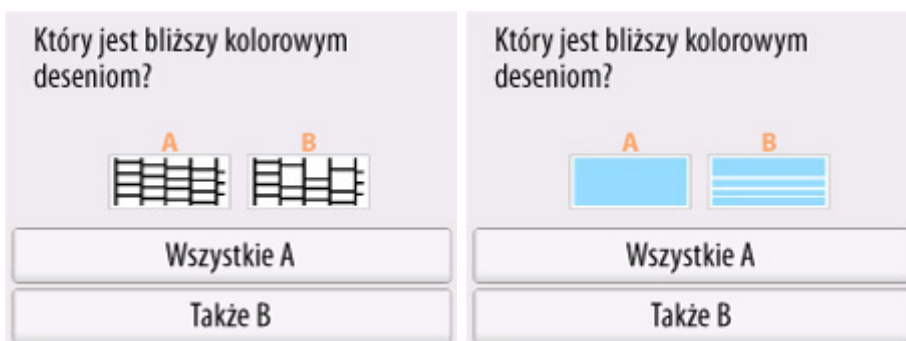 Który jest bliższy kolorowym
deseniom?
A B
Wszystkie A
Także B
Który jest bliższy kolorowym
deseniom?
A B
Wszystkie A
Także B